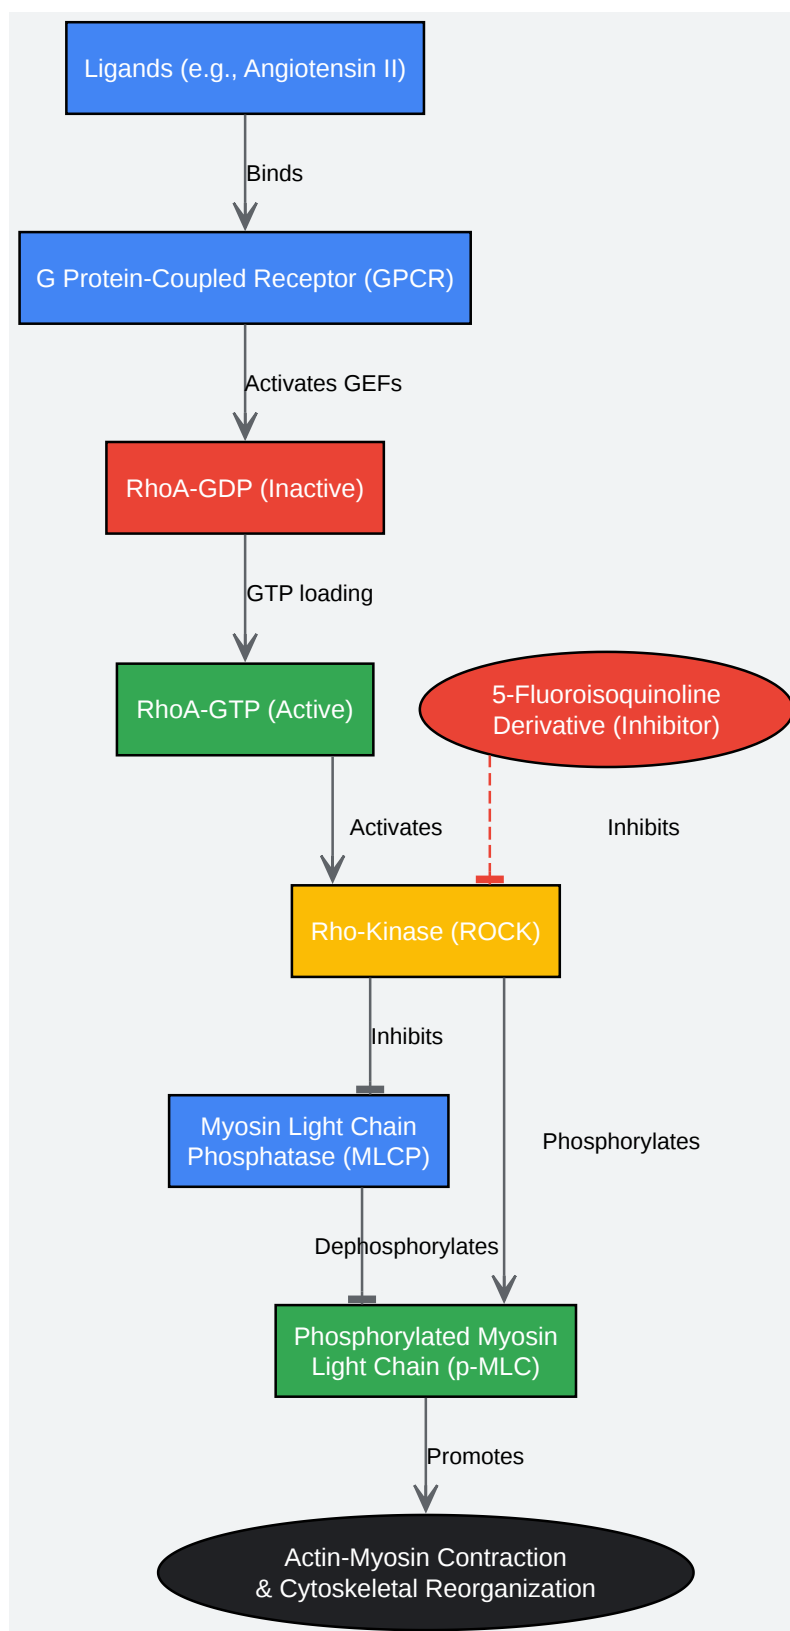 Ligands (e.g., Angiotensin II)
Binds
G Protein-Coupled Receptor (GPCR)
Activates GEFs
RhoA-GDP (Inactive)
GTP loading
RhoA-GTP (Active)
5-Fluoroisoquinoline
Derivative (Inhibitor)
Activates
Inhibits
Rho-Kinase (ROCK)
Inhibits
Myosin Light Chain
Phosphatase (MLCP)
Phosphorylates
Dephosphorylates
Phosphorylated Myosin
Light Chain (p-MLC)
Promotes
Actin-Myosin Contraction
& Cytoskeletal Reorganization